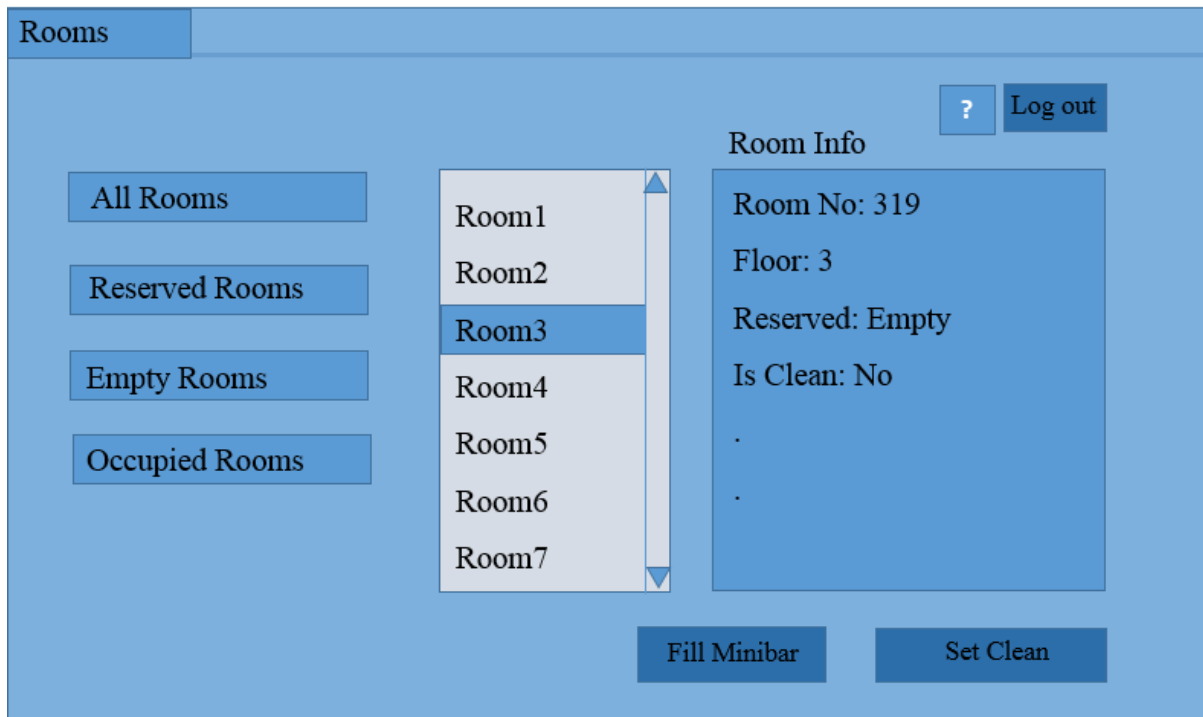 Rooms
?
Log out
Room Info
All Rooms
Reserved Rooms
Empty Rooms
Occupied Rooms
Room1
Room2
Room3
Room4
Room5
Room6
Room7
Room No: 319
Floor: 3
Reserved: Empty
Is Clean: No
.
.
Fill Minibar
Set Clean